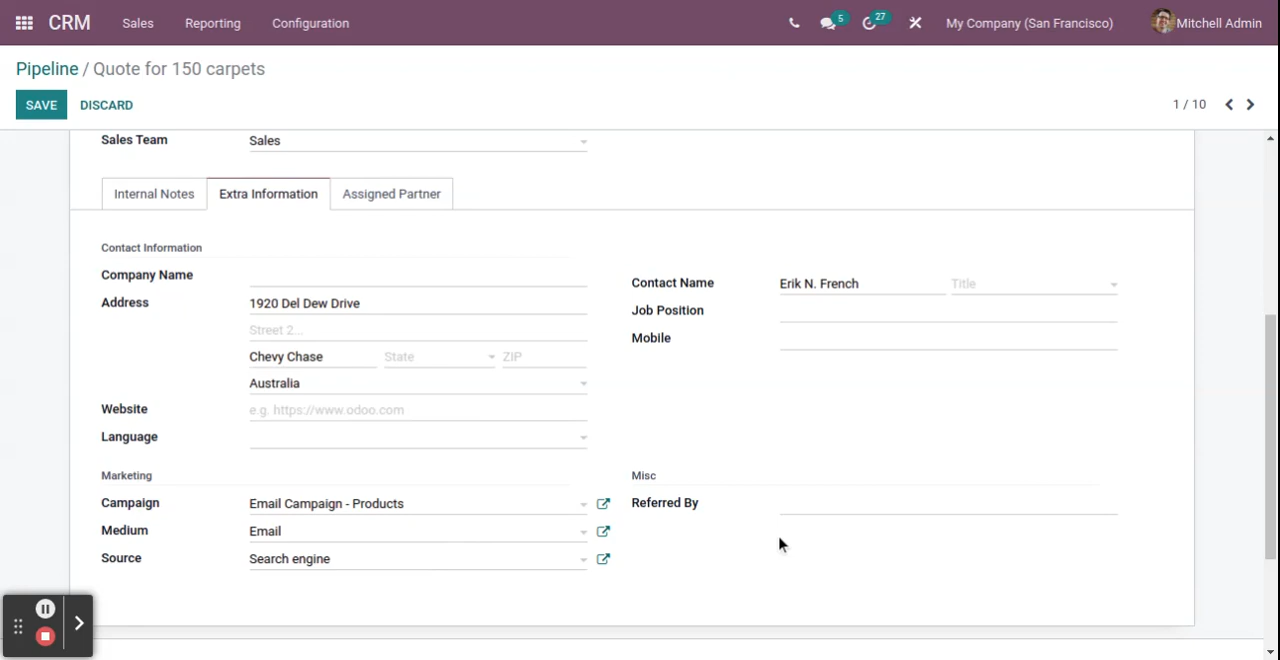 CRM Sales Reporting Configuration 5 27 My Company (San Francisco) Mitchell Admin
Pipeline / Quote for 150 carpets
SAVE DISCARD 1 / 10
Sales Team Sales
Internal Notes Extra Information Assigned Partner
Contact Information
Company Name
Address 1920 Del Dew Drive
Street 2...
Chevy Chase State ZIP
Australia
Website e.g. https://www.odoo.com
Language
Contact Name Erik N. French Title
Job Position
Mobile
Marketing
Campaign Email Campaign - Products
Medium Email
Source Search engine
Misc
Referred By